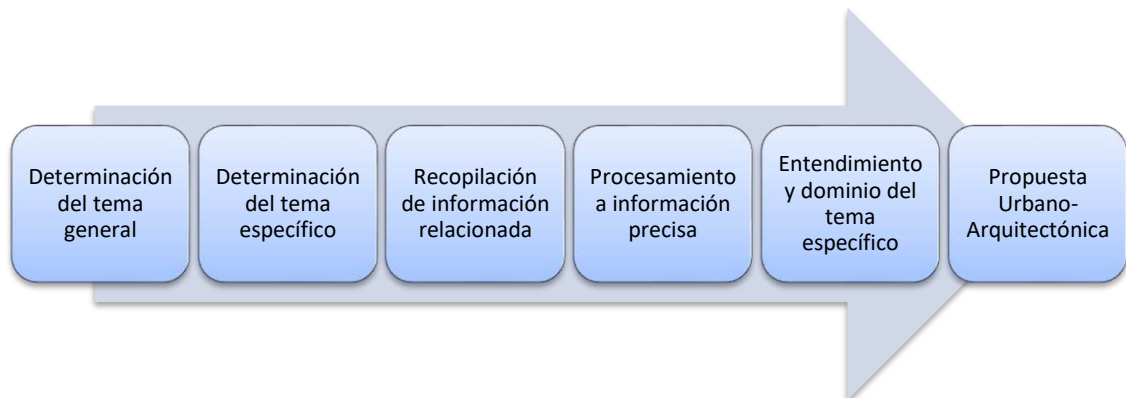 Determinación
del tema
general
Determinación
del tema
específico
Recopilación
de información
relacionada
Procesamiento
a información
precisa
Entendimiento
y dominio del
tema
específico
Propuesta
Urbano-
Arquitectónica